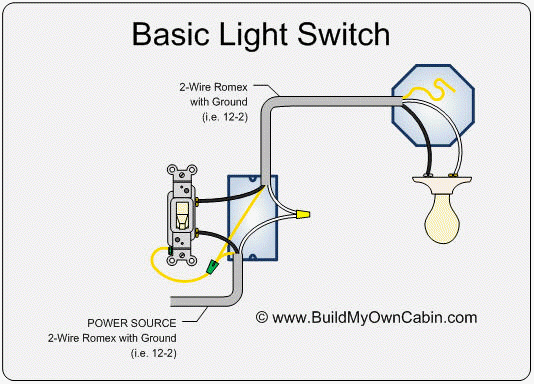 Basic Light Switch
2-Wire Romex
with Ground
(i.e. 12-2)
© www.BuildMyOwnCabin.com
POWER SOURCE
2-Wire Romex with Ground
(i.e. 12-2)